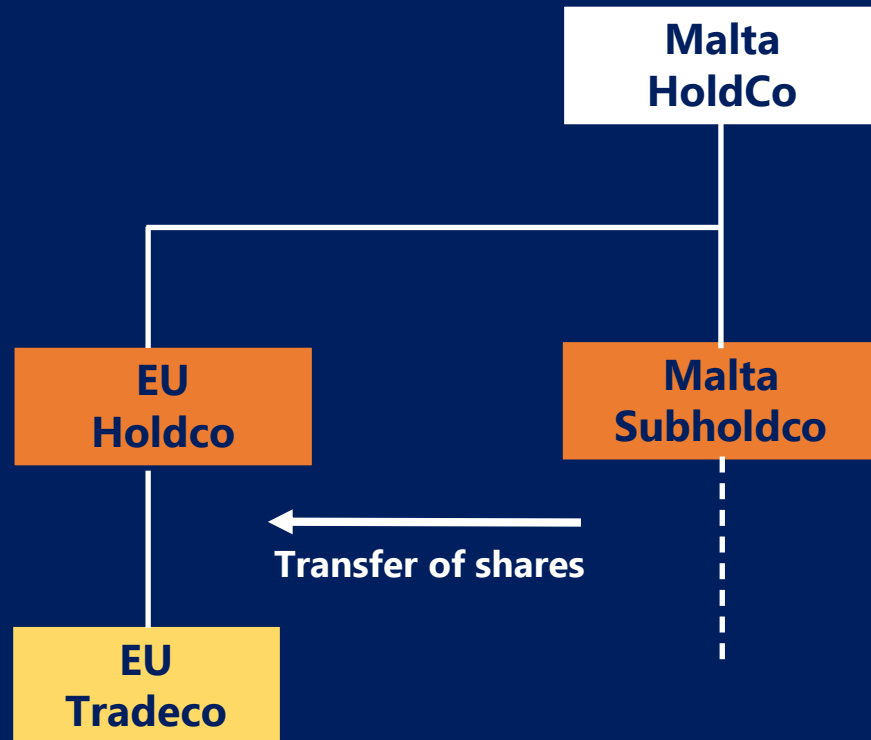 Malta
HoldCo
EU
Holdco
Malta
Subholdco
Transfer of shares
EU
Tradeco